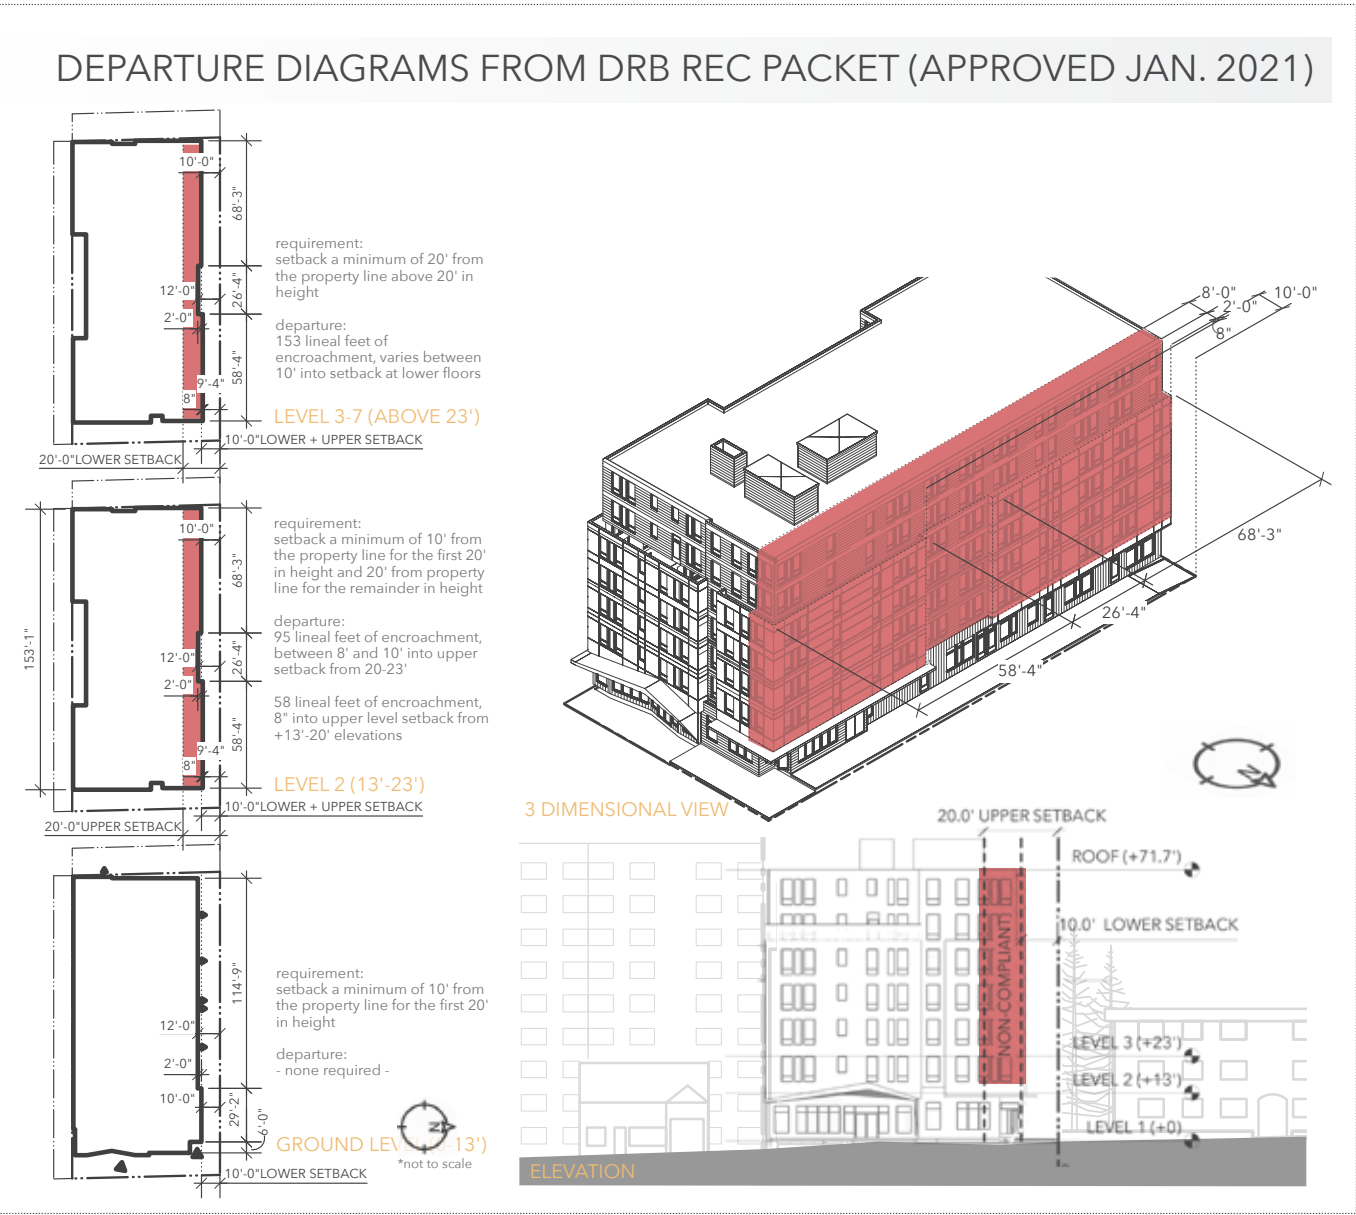 DEPARTURE DIAGRAMS FROM DRB REC PACKET (APPROVED JAN. 2021)
10'-0"
68'-3"
12'-0"
26'-4"
2'-0"
58'-4"
9'-4"
8"
requirement:
setback a minimum of 20' from
the property line above 20' in
height
departure:
153 lineal feet of
encroachment, varies between
10' into setback at lower floors
LEVEL 3-7 (ABOVE 23')
10'-0"LOWER + UPPER SETBACK
20'-0"LOWER SETBACK
153'-1"
10'-0"
68'-3"
12'-0"
26'-4"
2'-0"
58'-4"
9'-4"
8"
requirement:
setback a minimum of 10' from
the property line for the first 20'
in height and 20' from property
line for the remainder in height
departure:
95 lineal feet of encroachment,
between 8' and 10' into upper
setback from 20-23'
58 lineal feet of encroachment,
8" into upper level setback from
+13'-20' elevations
LEVEL 2 (13'-23')
10'-0"LOWER + UPPER SETBACK
20'-0"UPPER SETBACK
114'-9"
12'-0"
2'-0"
10'-0"
29'-2"
6'-0"
requirement:
setback a minimum of 10' from
the property line for the first 20'
in height
departure:
- none required -
GROUND LEVEL 13')
N
*not to scale
10'-0"LOWER SETBACK
8'-0"
2'-0"
8"
10'-0"
68'-3"
26'-4"
58'-4"
N
3 DIMENSIONAL VIEW
20.0' UPPER SETBACK
ROOF (+71.7')
10.0' LOWER SETBACK
NON-COMPLIANT
LEVEL 3 (+23')
LEVEL 2 (+13')
LEVEL 1 (+0)
ELEVATION